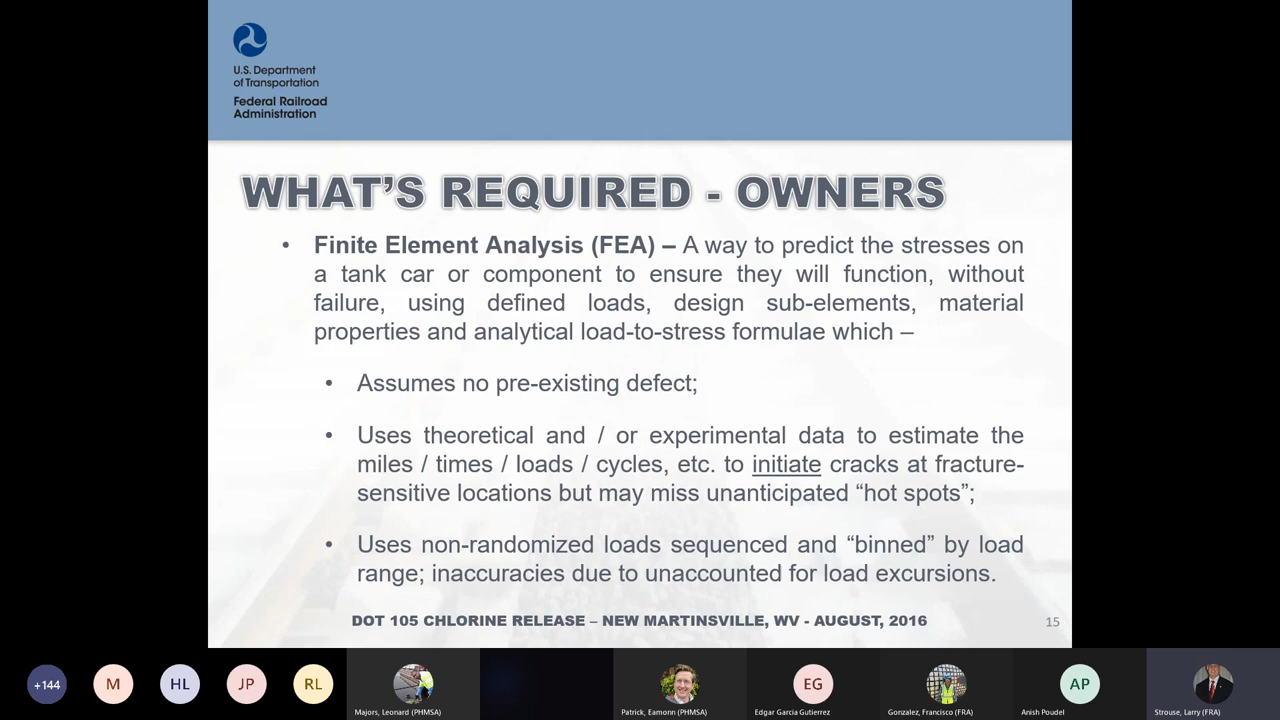 U.S. Department
of Transportation
Federal Railroad
Administration
WHAT'S REQUIRED - OWNERS
• Finite Element Analysis (FEA) – A way to predict the stresses on
a tank car or component to ensure they will function, without
failure, using defined loads, design sub-elements, material
properties and analytical load-to-stress formulae which –
• Assumes no pre-existing defect;
• Uses theoretical and / or experimental data to estimate the
miles / times / loads / cycles, etc. to initiate cracks at fracture-
sensitive locations but may miss unanticipated “hot spots”;
• Uses non-randomized loads sequenced and “binned” by load
range; inaccuracies due to unaccounted for load excursions.
DOT 105 CHLORINE RELEASE – NEW MARTINSVILLE, WV - AUGUST, 2016
15
+144
M
HL
JP
RL
EG
AP
Majors, Leonard (PHMSA)
Patrick, Eamonn (PHMSA)
Edgar Garcia Gutierrez
Gonzalez, Francisco (FRA)
Anish Poudel
Strouse, Larry (FRA)